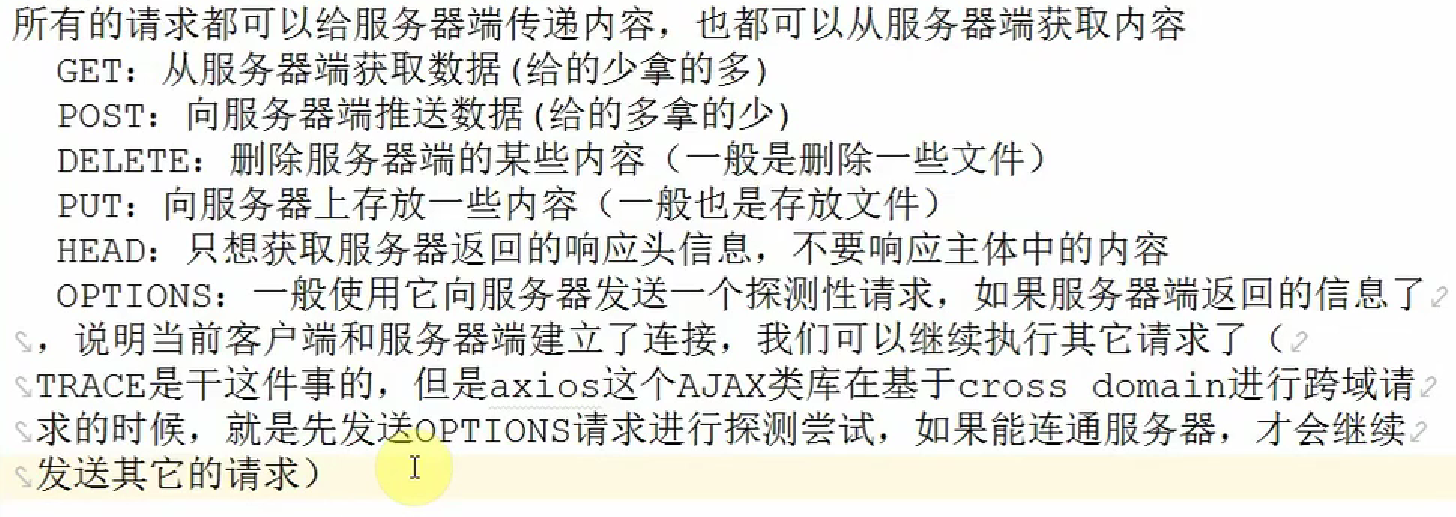 所有的请求都可以给服务器端传递内容，也都可以从服务器端获取内容
GET：从服务器端获取数据(给的少拿的多)
POST：向服务器端推送数据(给的多拿的少)
DELETE：删除服务器端的某些内容（一般是删除一些文件）
PUT：向服务器上存放一些内容（一般也是存放文件）
HEAD：只想获取服务器返回的响应头信息，不要响应主体中的内容
OPTIONS：一般使用它向服务器发送一个探测性请求，如果服务器端返回的信息了
，说明当前客户端和服务器端建立了连接，我们可以继续执行其它请求了（
TRACE是干这件事的，但是axios这个AJAX类库在基于cross domain进行跨域请
求的时候，就是先发送OPTIONS请求进行探测尝试，如果能连通服务器，才会继续
发送其它的请求）